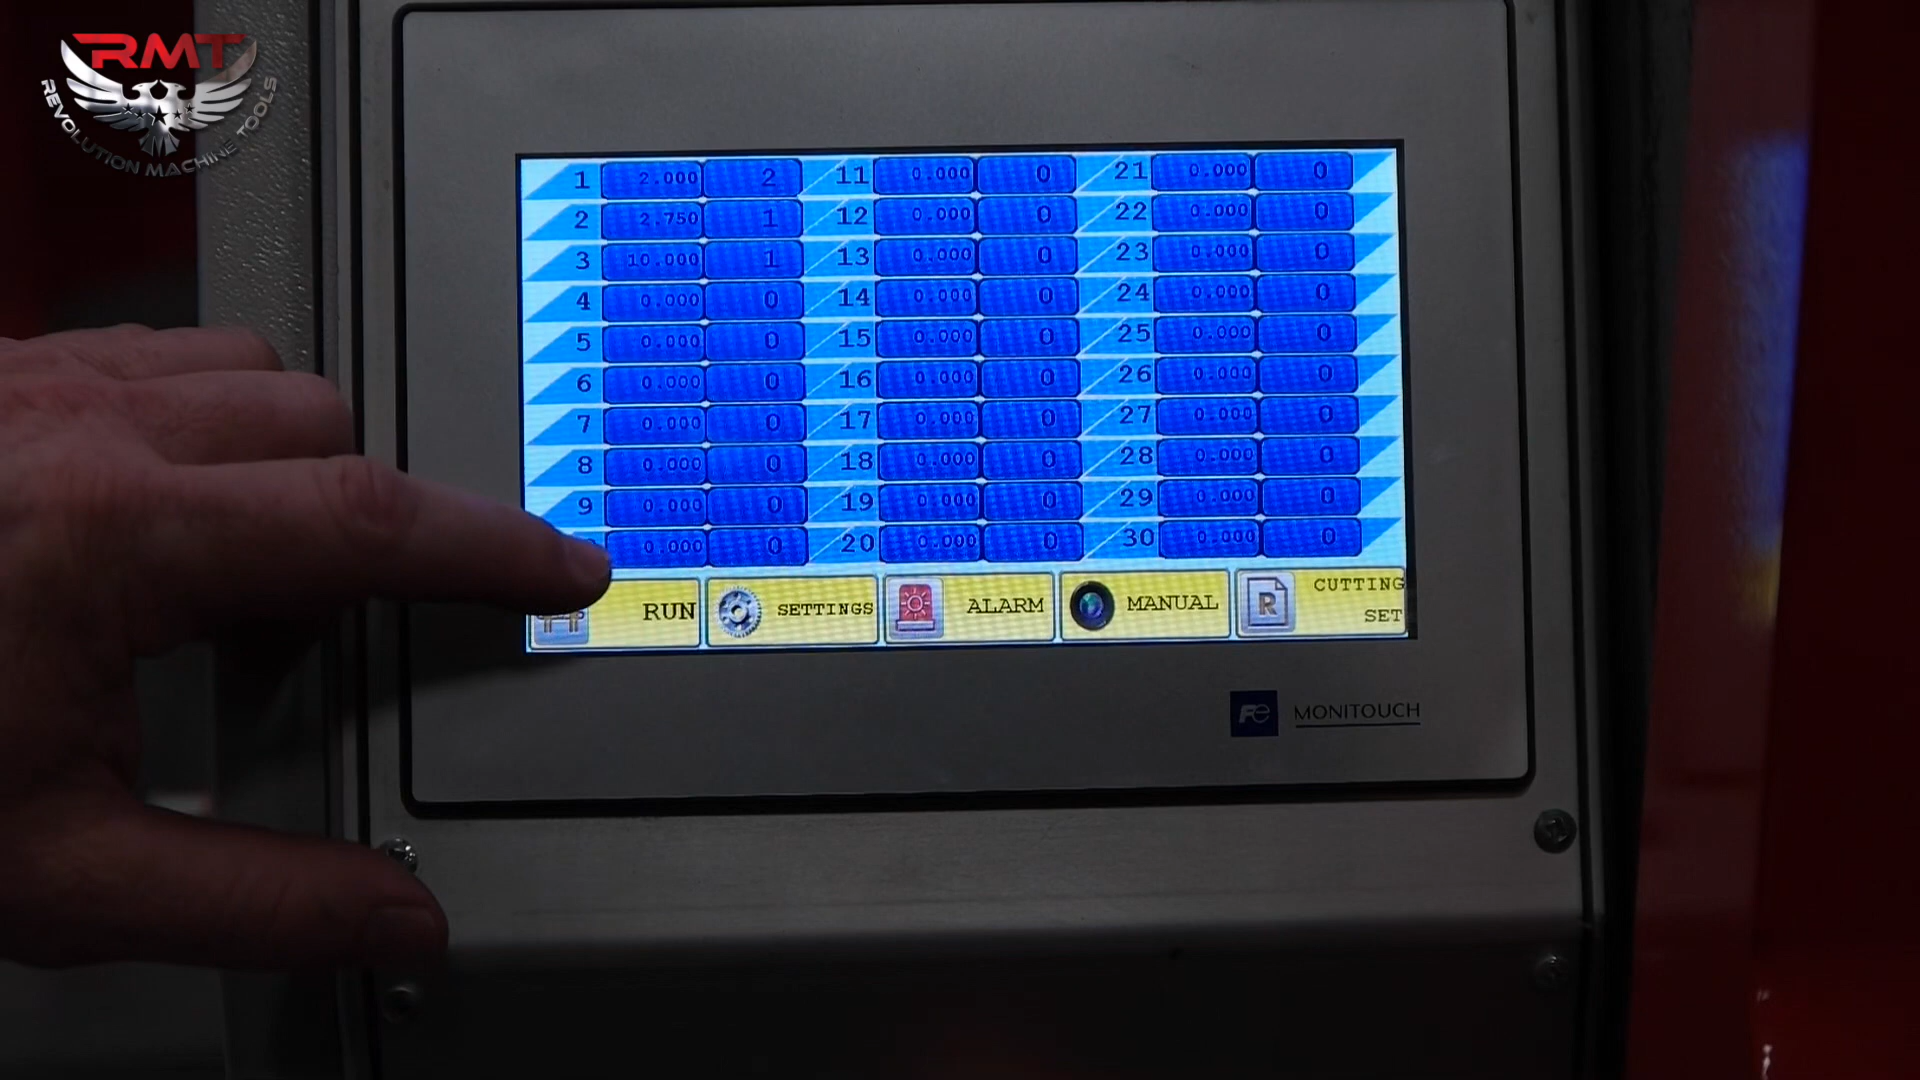 RMT
REVOLUTION MACHINE TOOLS
1 2.000 2 11 0.000 0 21 0.000 0
2 2.750 1 12 0.000 0 22 0.000 0
3 10.000 1 13 0.000 0 23 0.000 0
4 0.000 0 14 0.000 0 24 0.000 0
5 0.000 0 15 0.000 0 25 0.000 0
6 0.000 0 16 0.000 0 26 0.000 0
7 0.000 0 17 0.000 0 27 0.000 0
8 0.000 0 18 0.000 0 28 0.000 0
9 0.000 0 19 0.000 0 29 0.000 0
0.000 0 20 0.000 0 30 0.000 0
RUN SETTINGS ALARM MANUAL R CUTTING
SET
Fe MONITOUCH